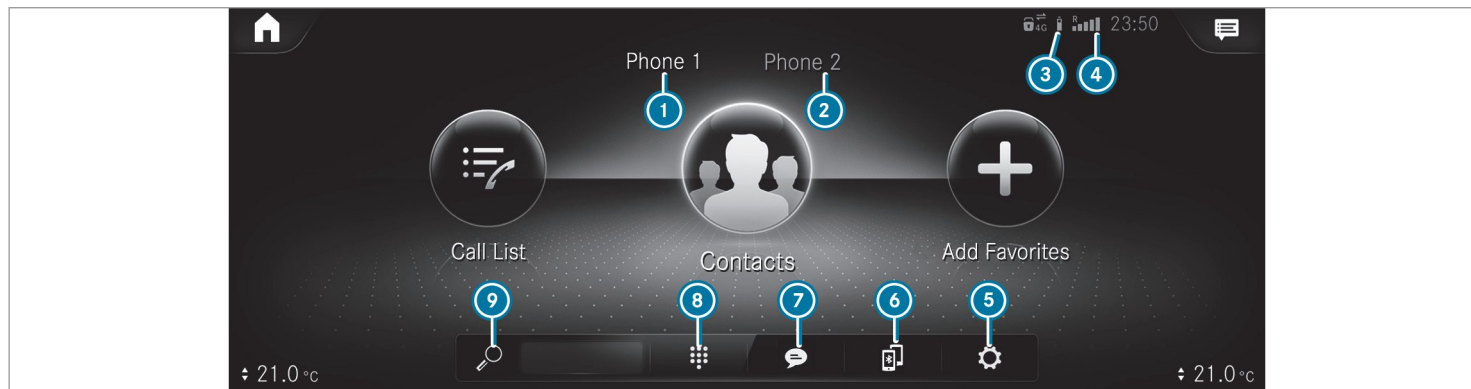 4G R 23:50
Phone 1 Phone 2
3 4
1 2
Call List Contacts Add Favorites
9 8 7 6 5
21.0 °C 21.0 °C